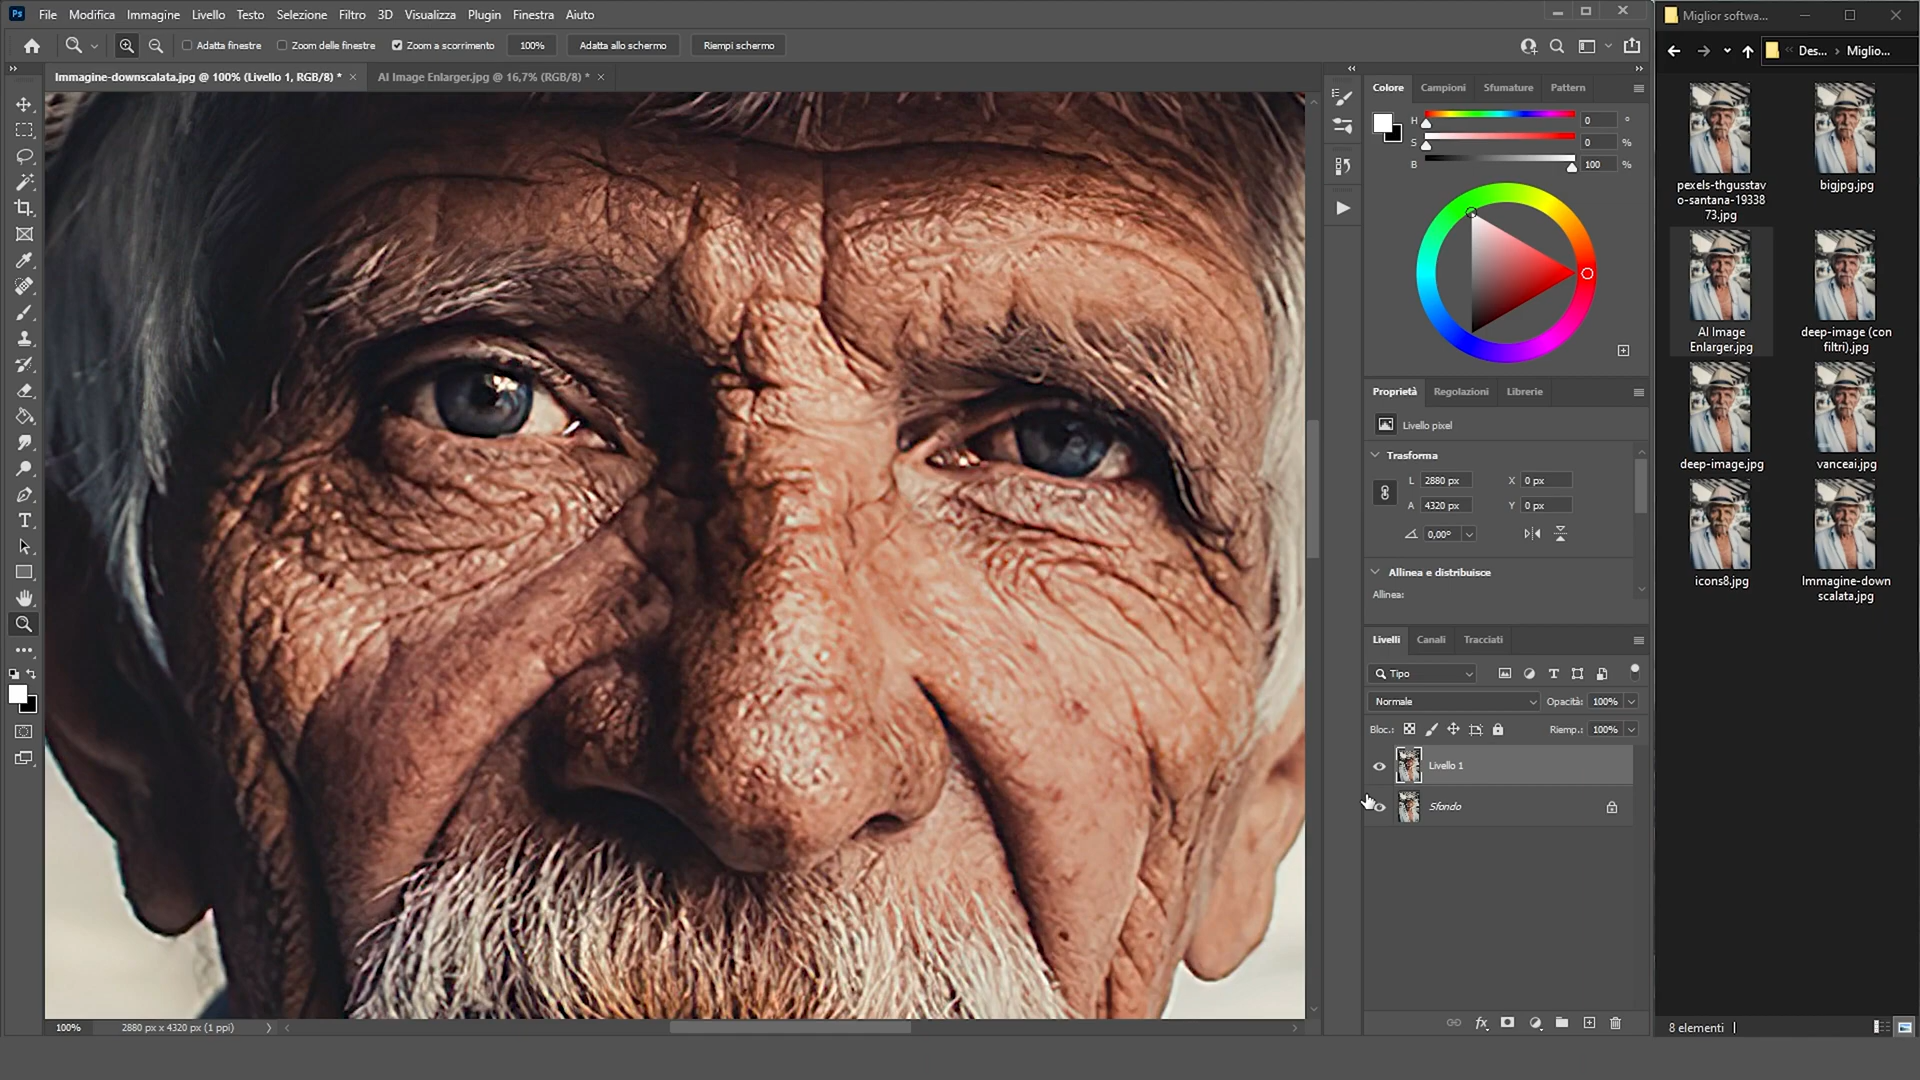 Ps File Modifica Immagine Livello Testo Selezione Filtro 3D Visualizza Plugin Finestra Aiuto
Adatta finestre Zoom delle finestre Zoom a scorrimento 100% Adatta allo schermo Riempi schermo
Immagine-downscalata.jpg @ 100% (Livello 1, RGB/8) * AI Image Enlarger.jpg @ 16,7% (RGB/8) *
Colore Campioni Sfumature Pattern
H 0 °
S 0 %
B 100 %
Proprietà Regolazioni Librerie
Livello pixel
Trasforma
L 2880 px X 0 px
A 4320 px Y 0 px
0,00°
Allinea e distribuisce
Allinea:
Livelli Canali Tracciati
Tipo
Normale Opacità: 100%
Bloc.: Riemp.: 100%
Livello 1
Sfondo
fx
100% 2880 px x 4320 px (1 ppi)
Miglior softwa...
Des... Miglio...
pexels-thgusstav
o-santana-19338
73.jpg
bigjpg.jpg
AI Image
Enlarger.jpg
deep-image (con
filtri).jpg
deep-image.jpg
vanceai.jpg
icons8.jpg
Immagine-down
scalata.jpg
8 elementi